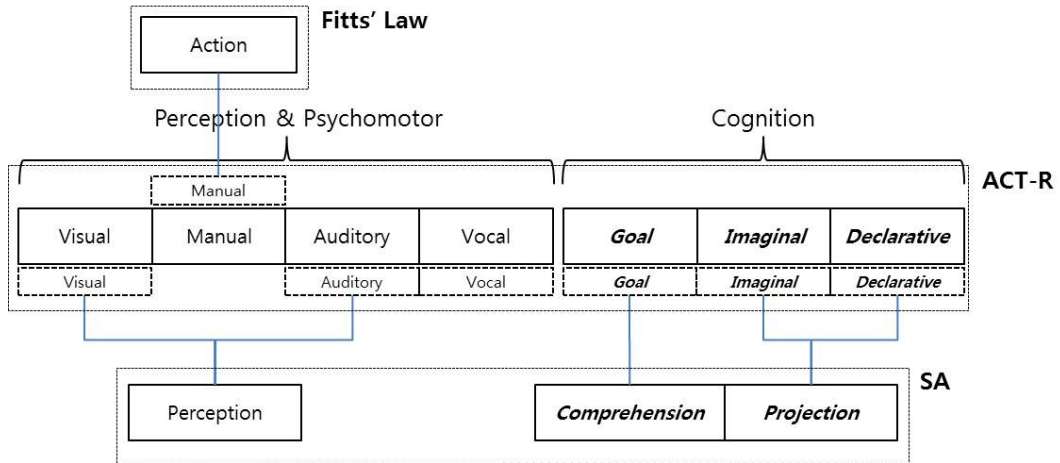 Fitts’ Law
Action
Perception & Psychomotor
Cognition
ACT-R
Manual
Visual Manual Auditory Vocal Goal Imaginal Declarative
Visual Auditory Vocal Goal Imaginal Declarative
SA
Perception Comprehension Projection